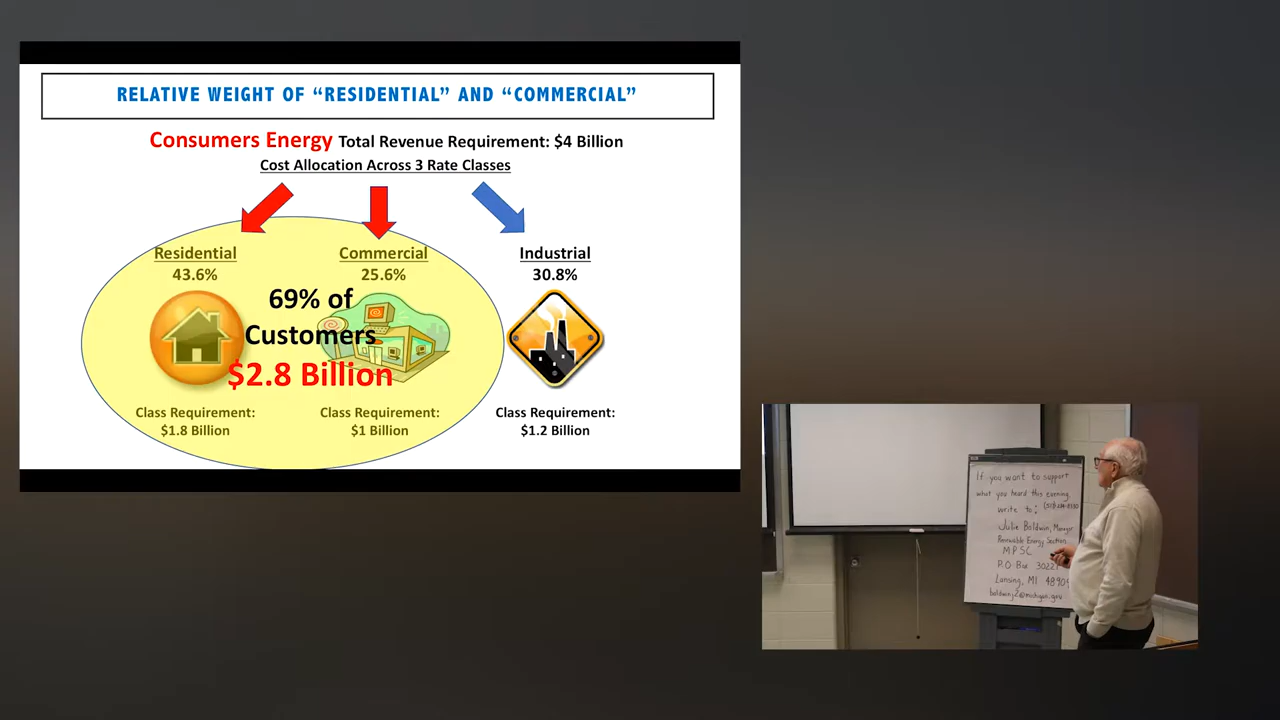 RELATIVE WEIGHT OF “RESIDENTIAL” AND “COMMERCIAL”
Consumers Energy Total Revenue Requirement: $4 Billion
Cost Allocation Across 3 Rate Classes
Residential
43.6%
Commercial
25.6%
Industrial
30.8%
69% of
Customers
$2.8 Billion
Class Requirement:
$1.8 Billion
Class Requirement:
$1 Billion
Class Requirement:
$1.2 Billion
If you want to support
what you heard this evening,
write to:
Julie Baldwin, Manager
Renewable Energy Section
MPSC
P.O Box
Lansing, MI